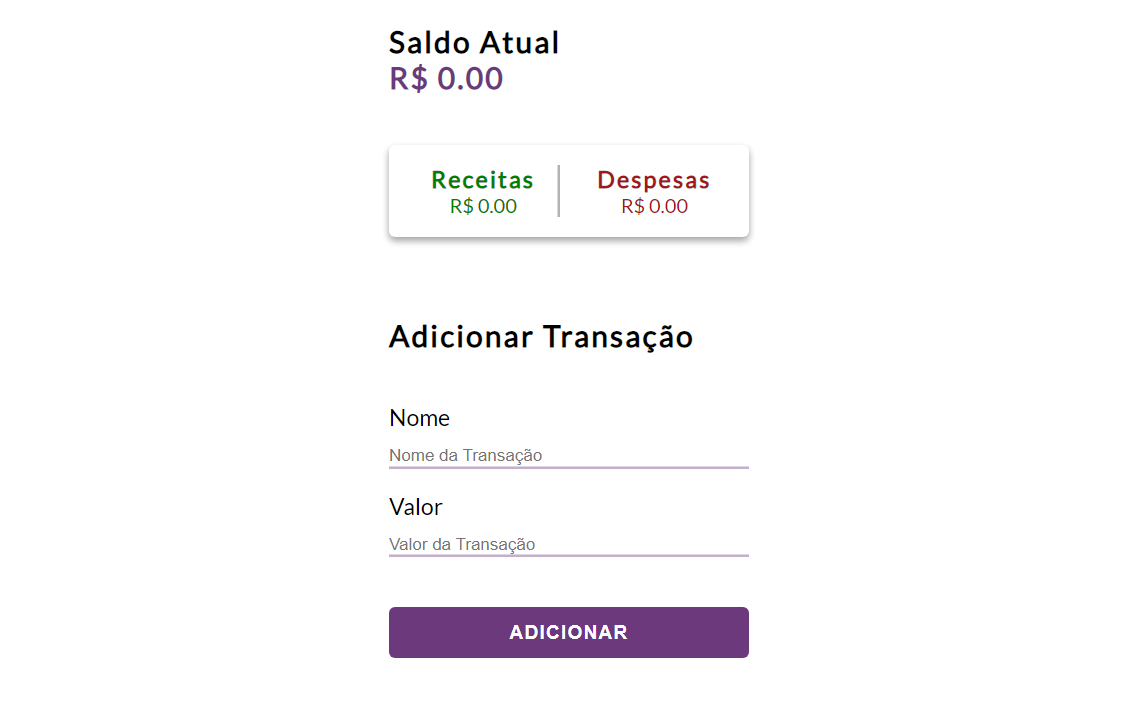 Saldo Atual
R$ 0.00
Receitas
R$ 0.00
Despesas
R$ 0.00
Adicionar Transação
Nome
Nome da Transação
Valor
Valor da Transação
ADICIONAR